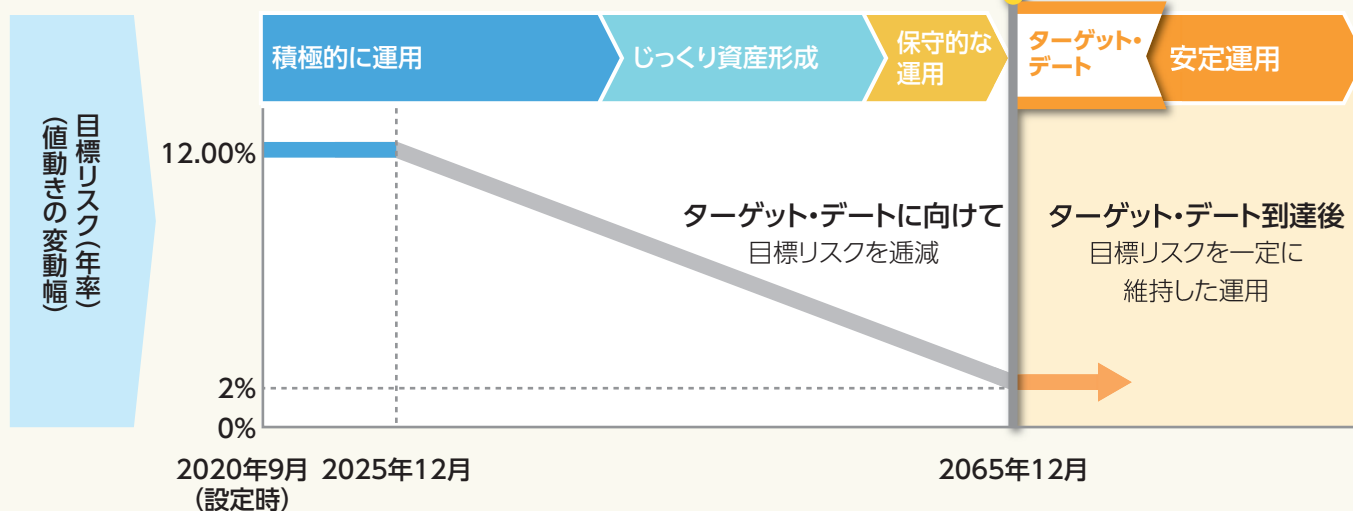 積極的に運用
じっくり資産形成
保守的な
運用
ターゲット・
デート
安定運用
目標リスク(年率)
(値動きの変動幅)
12.00%
ターゲット・デートに向けて
目標リスクを逓減
ターゲット・デート到達後
目標リスクを一定に
維持した運用
2%
0%
2020年9月
(設定時)
2025年12月
2065年12月